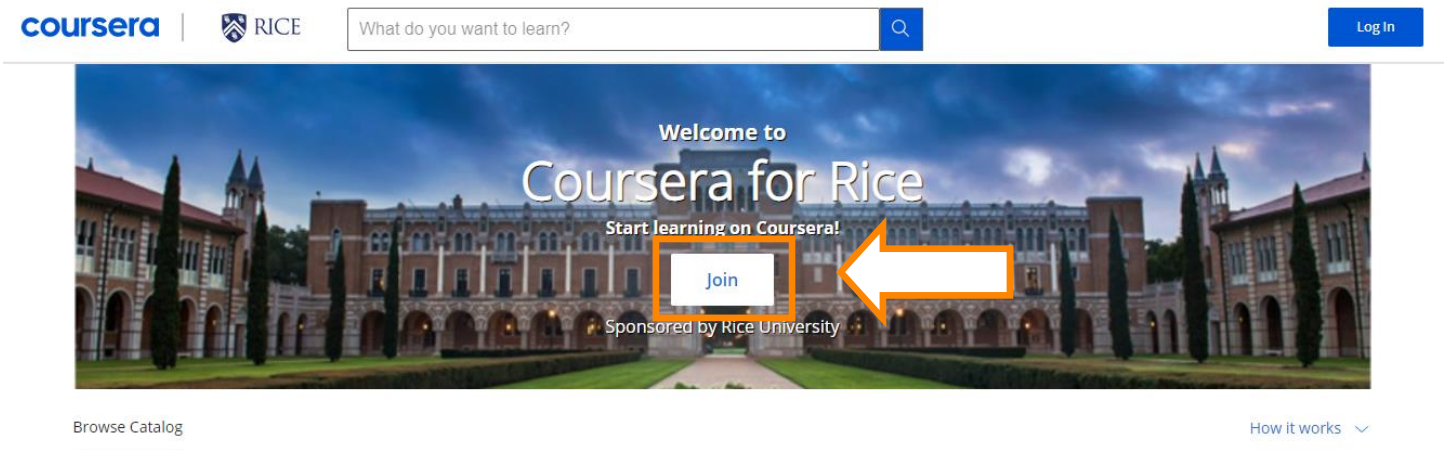 coursera
RICE
What do you want to learn?
Log In
Welcome to
Coursera for Rice
Start learning on Coursera!
Join
Sponsored by Rice University
Browse Catalog
How it works